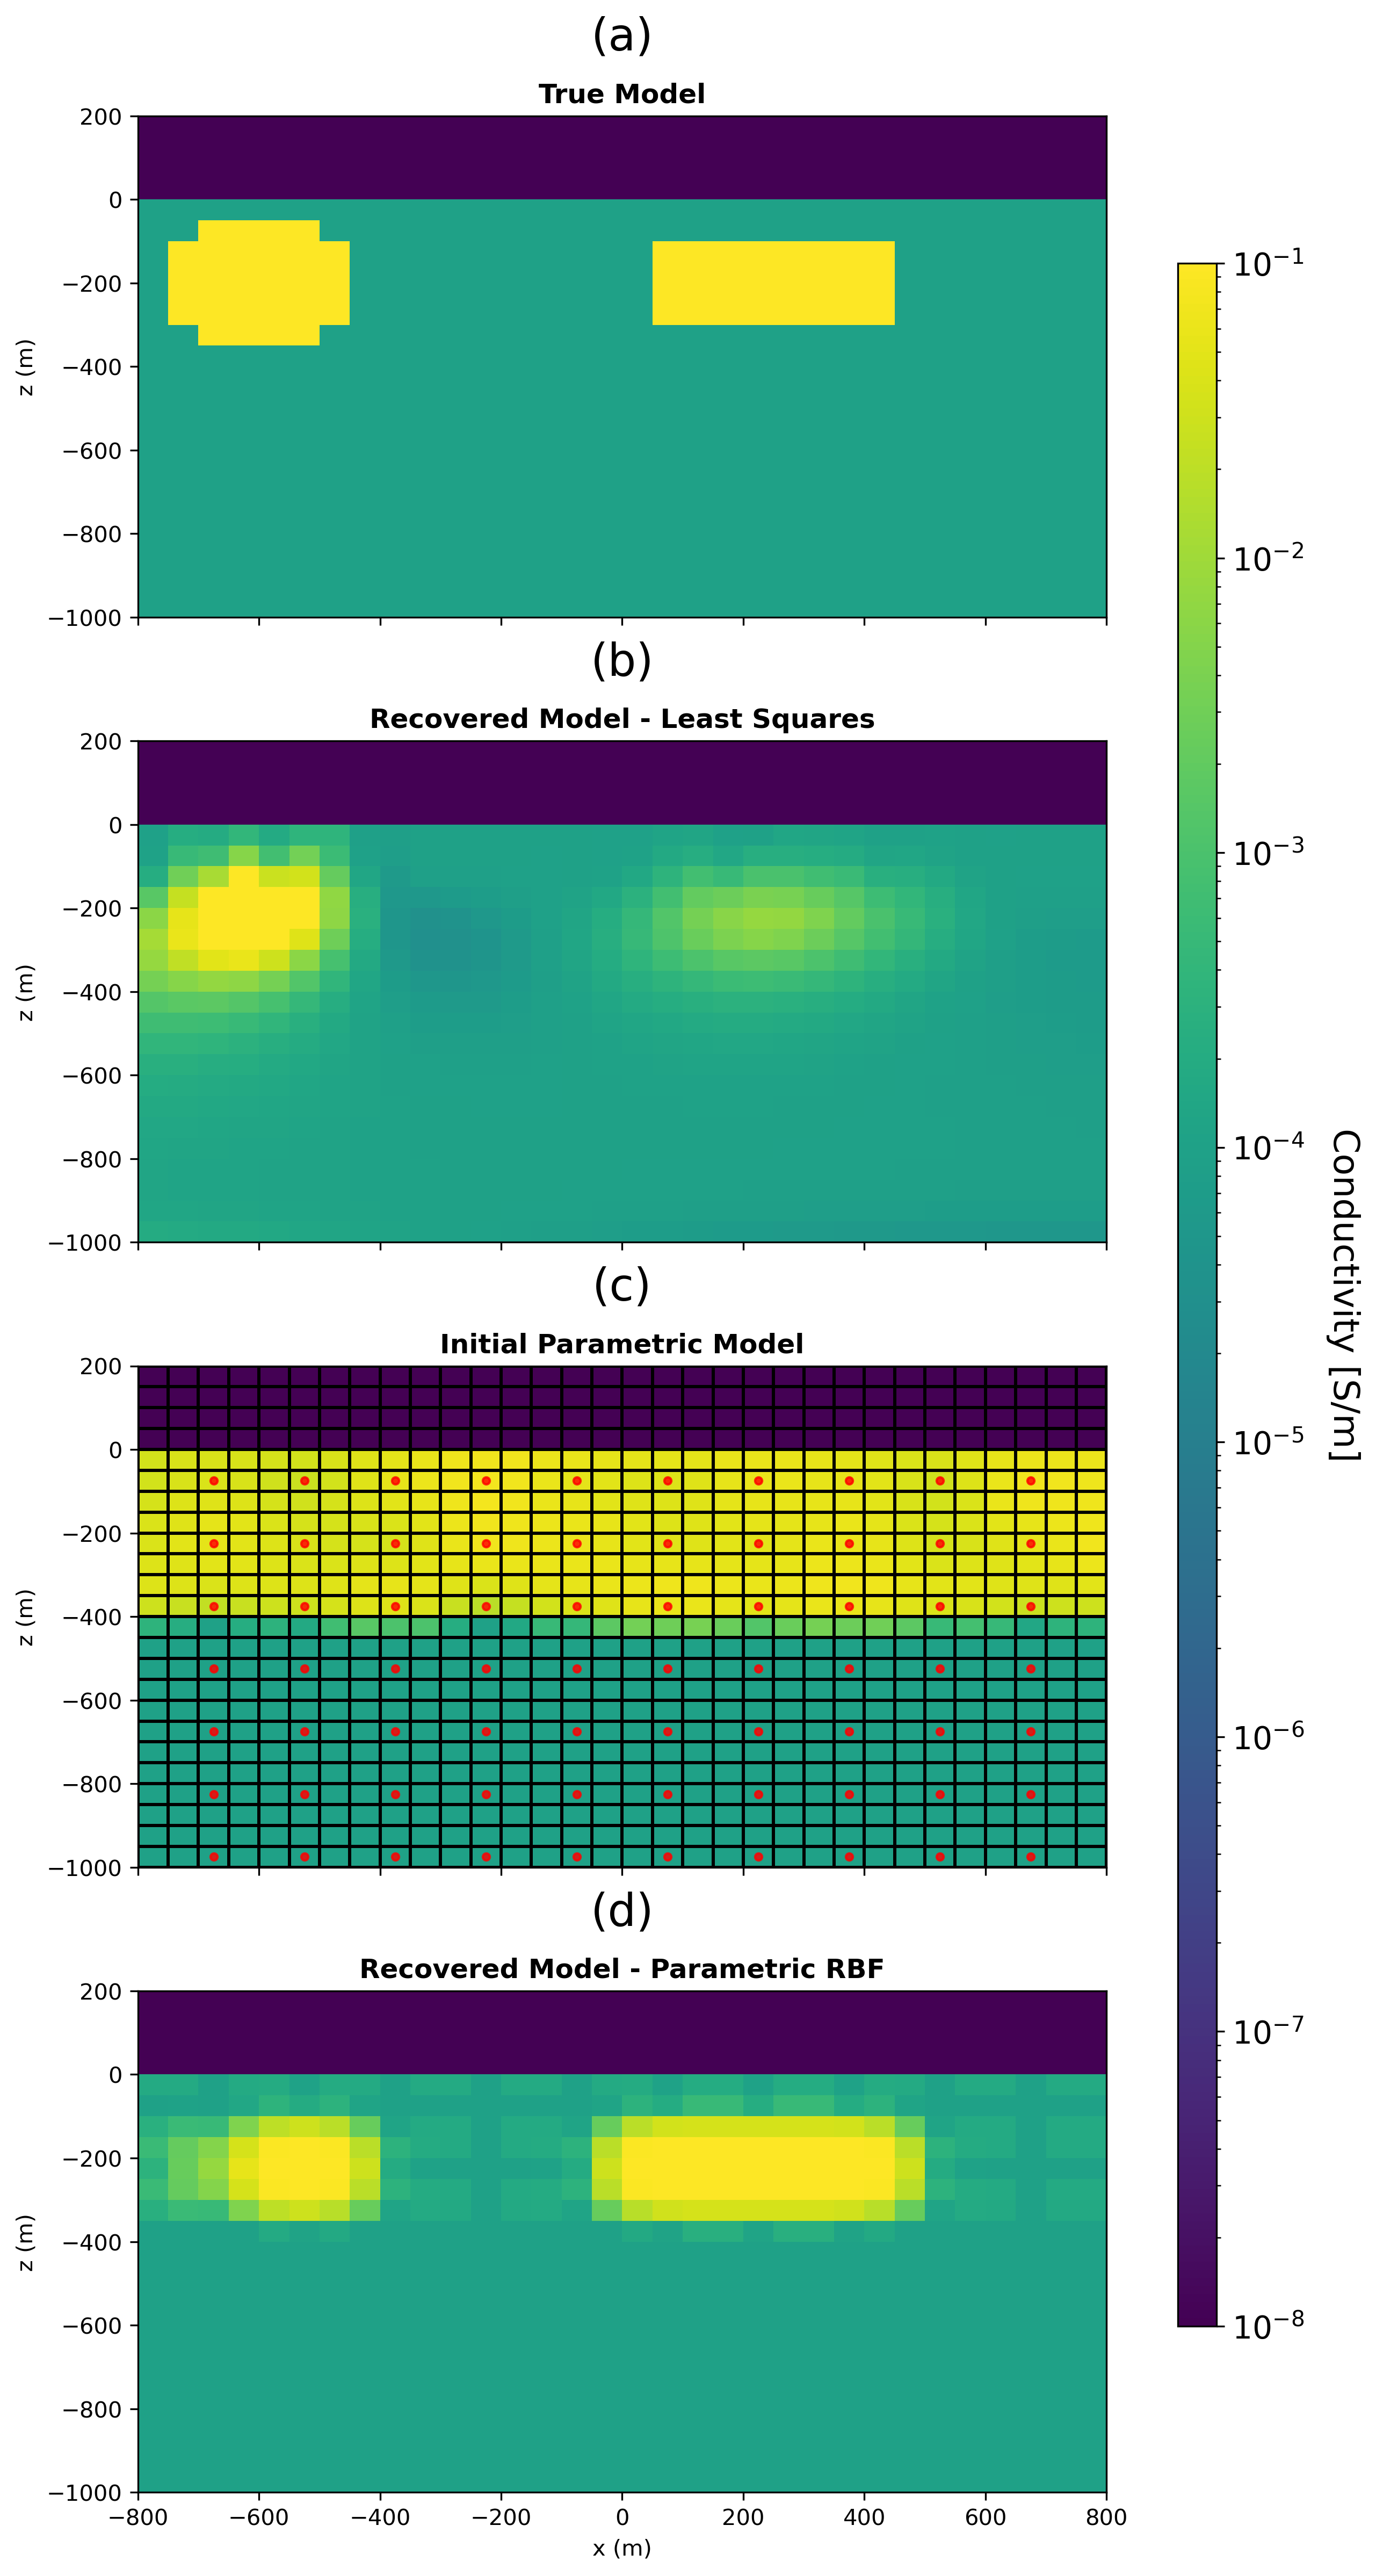 (a)
True Model
200
0
−200
−400
−600
−800
−1000
z (m)
(b)
Recovered Model - Least Squares
200
0
−200
−400
−600
−800
−1000
z (m)
(c)
Initial Parametric Model
200
0
−200
−400
−600
−800
−1000
z (m)
(d)
Recovered Model - Parametric RBF
200
0
−200
−400
−600
−800
−1000
z (m)
−800 −600 −400 −200 0 200 400 600 800
x (m)
10⁻¹
10⁻²
10⁻³
10⁻⁴
10⁻⁵
10⁻⁶
10⁻⁷
10⁻⁸
Conductivity [S/m]